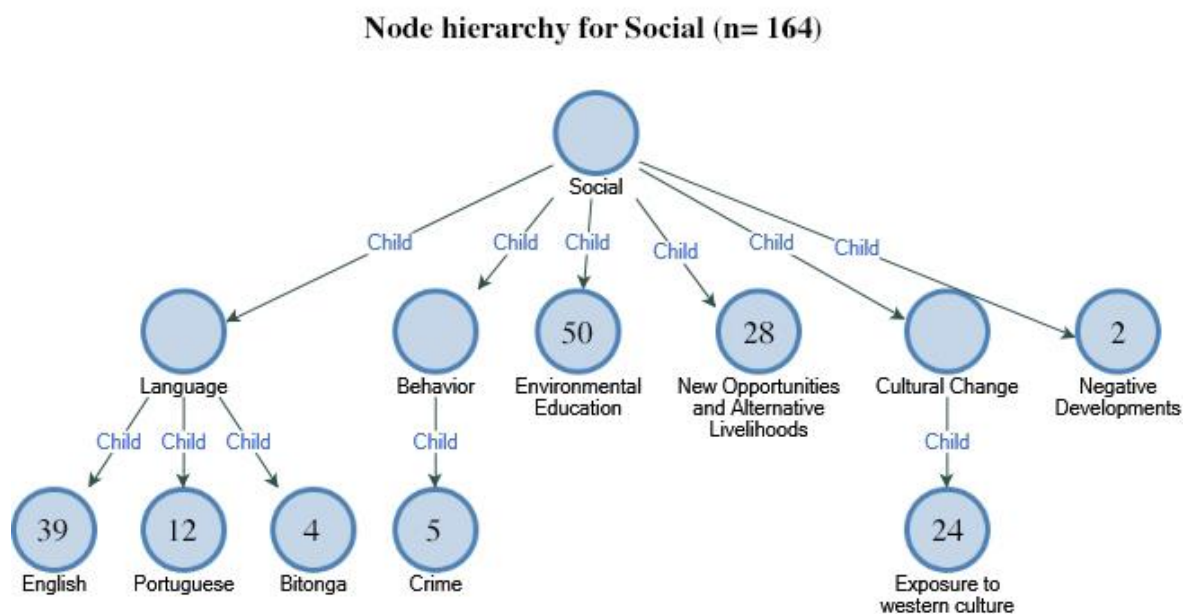 Node hierarchy for Social (n= 164)
Social
Child
Child
Child
Child
Child
Child
50
28
2
Language
Behavior
Environmental
Education
New Opportunities
and Alternative
Livelihoods
Cultural Change
Negative
Developments
Child
Child
Child
Child
Child
39
12
4
5
24
English
Portuguese
Bitonga
Crime
Exposure to
western culture